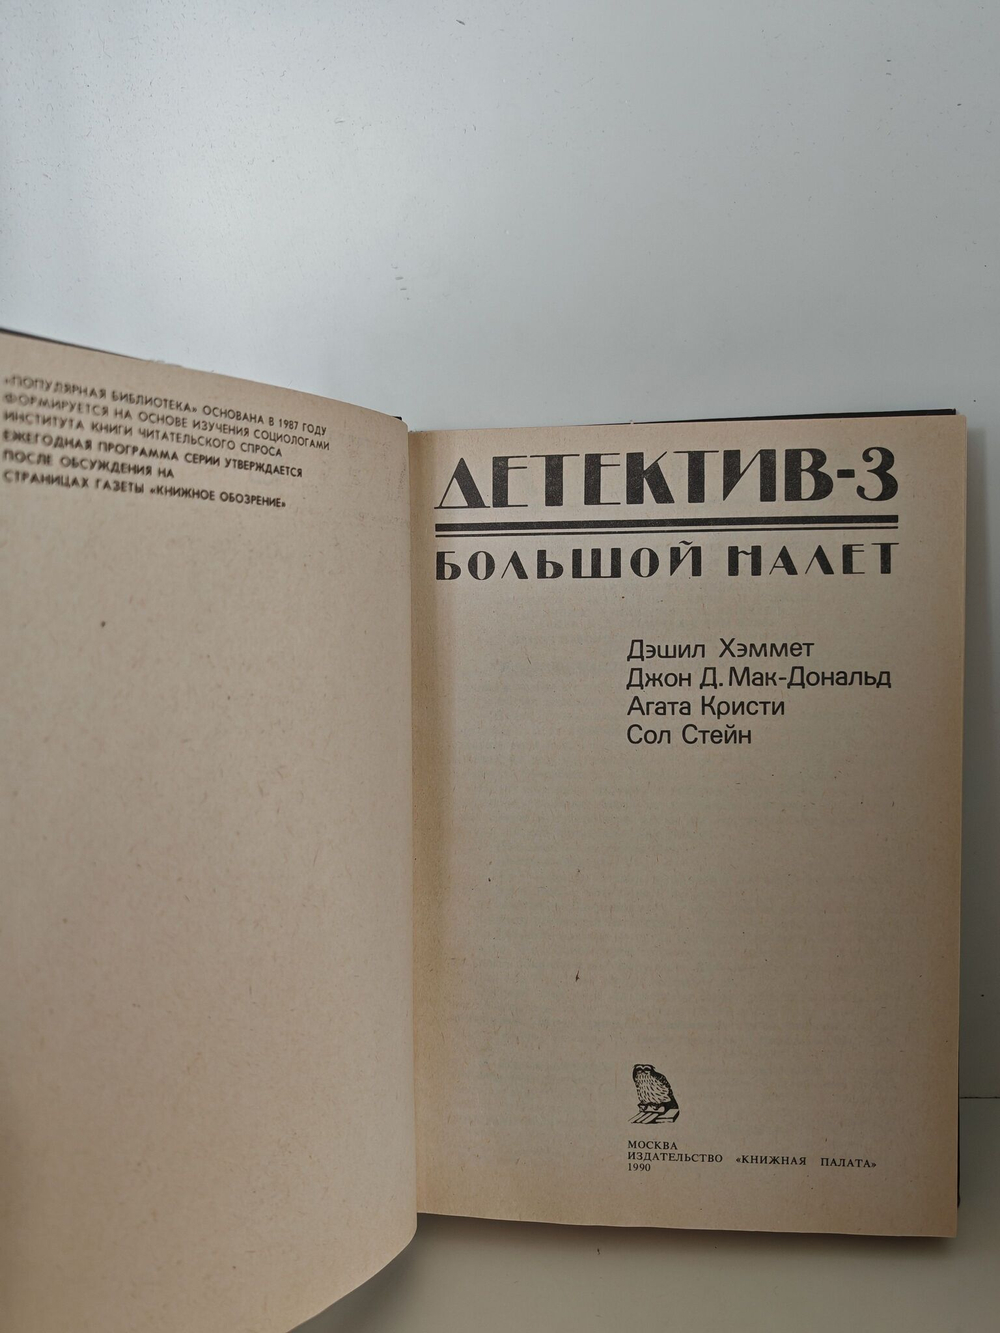 «ПОПУЛЯРНАЯ БИБЛИОТЕКА» ОСНОВАНА В 1987 ГОДУ
ФОРМИРУЕТСЯ НА ОСНОВЕ ИЗУЧЕНИЯ СОЦИОЛОГАМИ
ИНСТИТУТА КНИГИ ЧИТАТЕЛЬСКОГО СПРОСА
ЕЖЕГОДНАЯ ПРОГРАММА СЕРИИ УТВЕРЖДАЕТСЯ
ПОСЛЕ ОБСУЖДЕНИЯ НА
СТРАНИЦАХ ГАЗЕТЫ «КНИЖНОЕ ОБОЗРЕНИЕ»
ДЕТЕКТИВ-3
БОЛЬШОЙ НАЛЕТ
Дэшил Хэммет
Джон Д. Мак-Дональд
Агата Кристи
Сол Стейн
МОСКВА
ИЗДАТЕЛЬСТВО «КНИЖНАЯ ПАЛАТА»
1990